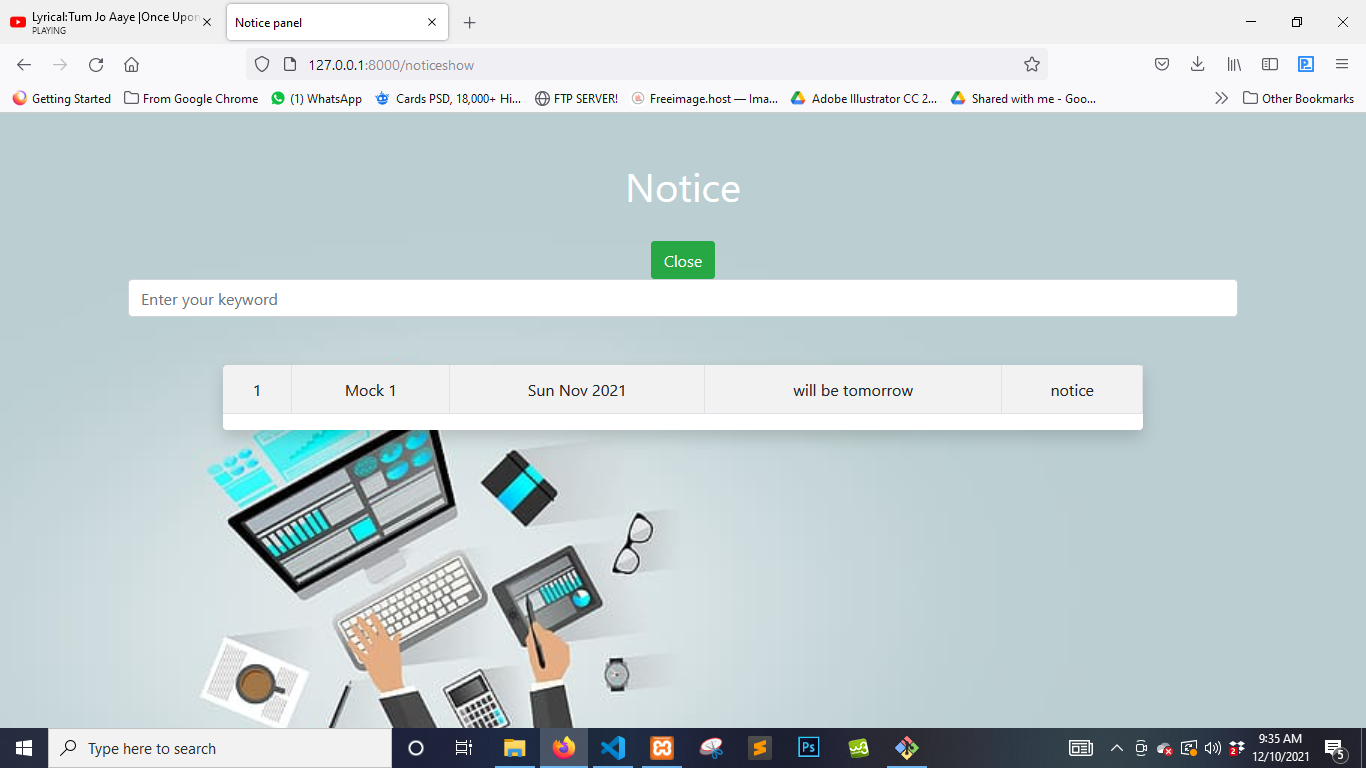 Lyrical:Tum Jo Aaye |Once Upon
PLAYING
Notice panel
127.0.0.1:8000/noticeshow
Getting Started
From Google Chrome
(1) WhatsApp
Cards PSD, 18,000+ Hi...
FTP SERVER!
Freeimage.host — Ima...
Adobe Illustrator CC 2...
Shared with me - Goo...
Other Bookmarks
Notice
Close
Enter your keyword
1 Mock 1 Sun Nov 2021 will be tomorrow notice
Type here to search
Ps
9:35 AM
12/10/2021
2
5